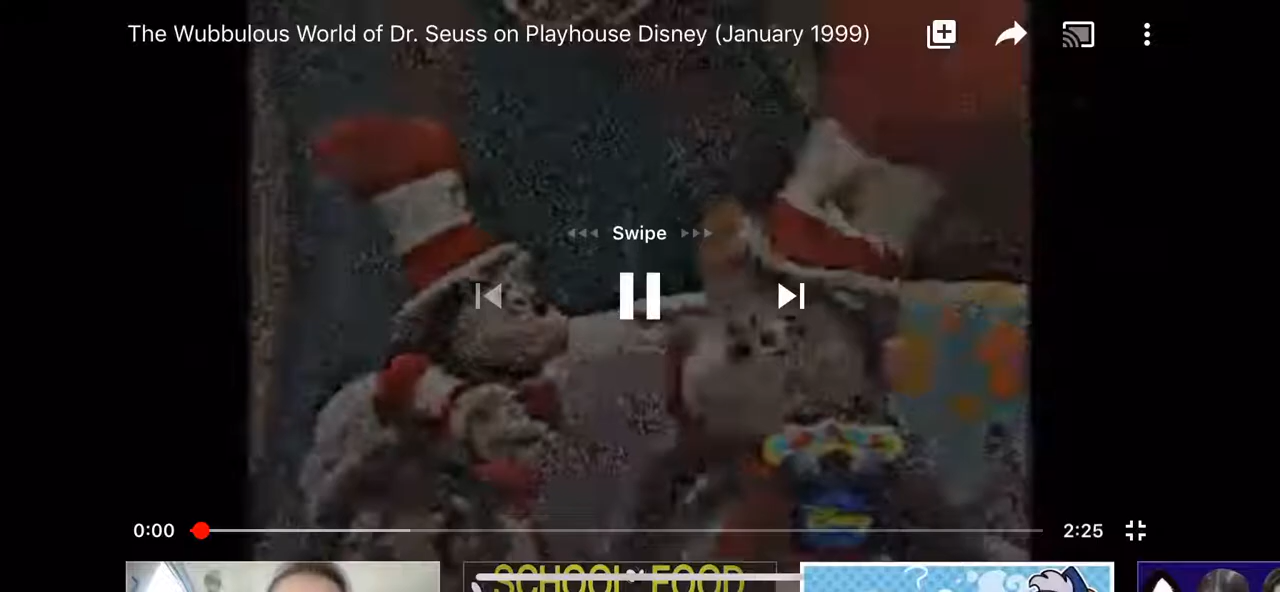 The Wubbulous World of Dr. Seuss on Playhouse Disney (January 1999)
Swipe
0:00
2:25
SCHOOL FOOD